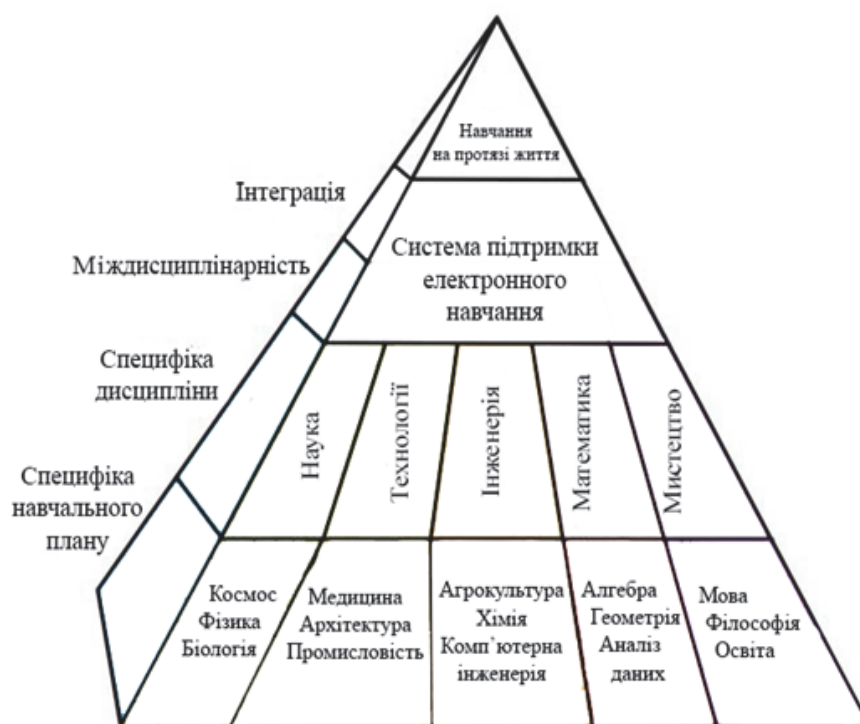 Навчання
на протязі життя
Інтеграція
Міждисциплінарність
Система підтримки
електронного
навчання
Специфіка
дисципліни
Наука
Технології
Інженерія
Математика
Мистецтво
Специфіка
навчального
плану
Космос
Фізика
Біологія
Медицина
Архітектура
Промисловість
Агрокультура
Хімія
Комп’ютерна
інженерія
Алгебра
Геометрія
Аналіз
даних
Мова
Філософія
Освіта